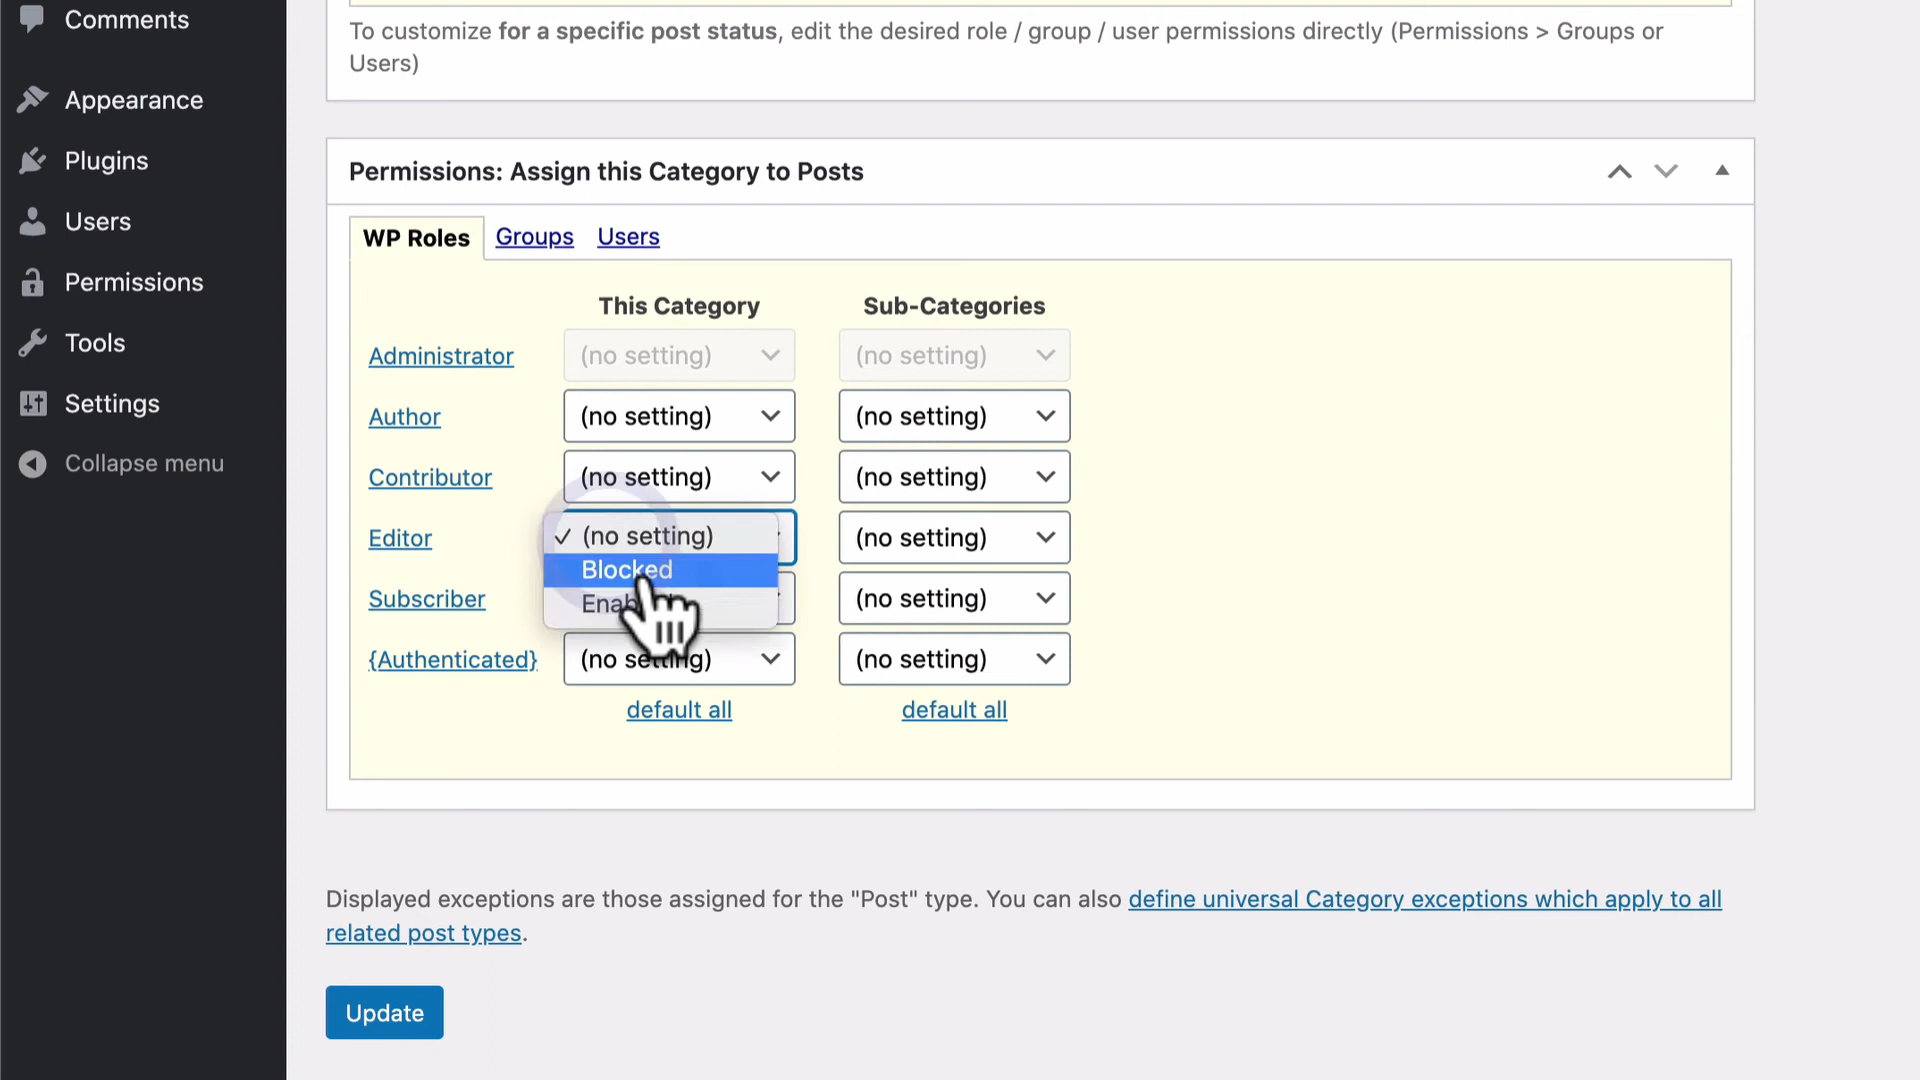 Comments
Appearance
Plugins
Users
Permissions
Tools
Settings
Collapse menu
To customize for a specific post status, edit the desired role / group / user permissions directly (Permissions > Groups or
Users)
Permissions: Assign this Category to Posts
WP Roles Groups Users
This Category Sub-Categories
Administrator (no setting) (no setting)
Author (no setting) (no setting)
Contributor (no setting) (no setting)
Editor (no setting) (no setting)
Blocked
Subscriber (no setting)
{Authenticated} (no setting) (no setting)
default all default all
Displayed exceptions are those assigned for the "Post" type. You can also define universal Category exceptions which apply to all
related post types.
Update